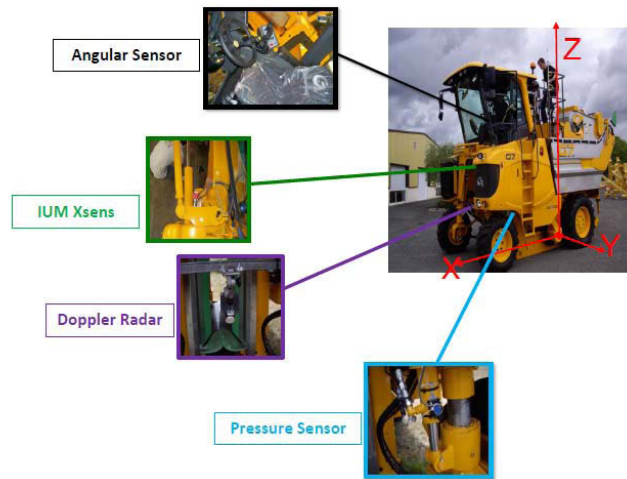 Angular Sensor
Z
IUM Xsens
X
Y
Doppler Radar
Pressure Sensor